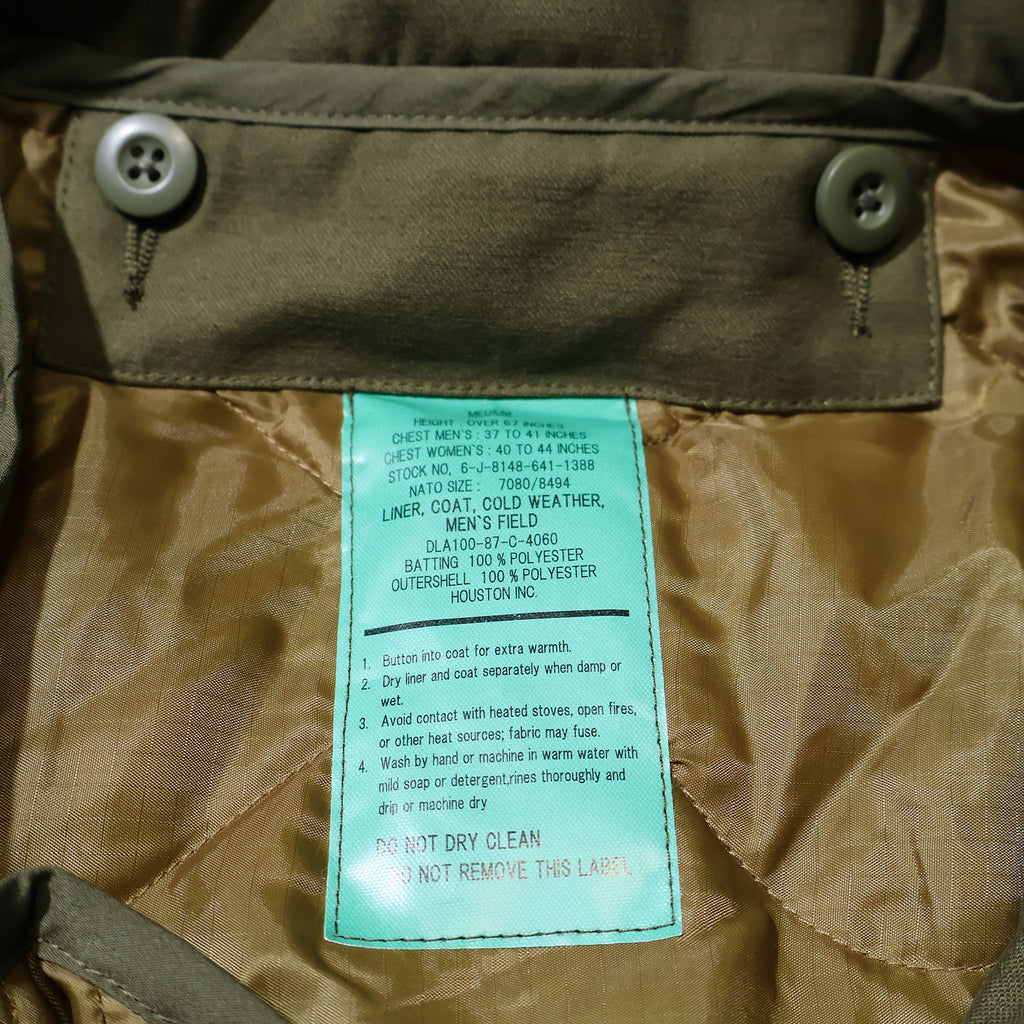 MEDIUM
HEIGHT : OVER 67 INCHES
CHEST MEN`S : 37 TO 41 INCHES
CHEST WOMEN`S : 40 TO 44 INCHES
STOCK NO, 6-J-8148-641-1388
NATO SIZE : 7080/8494
LINER, COAT, COLD WEATHER,
MEN`S FIELD
DLA100-87-C-4060
BATTING 100 % POLYESTER
OUTERSHELL 100 % POLYESTER
HOUSTON INC.
1. Button into coat for extra warmth.
2. Dry liner and coat separately when damp or
wet.
3. Avoid contact with heated stoves, open fires,
or other heat sources; fabric may fuse.
4. Wash by hand or machine in warm water with
mild soap or detergent,rines thoroughly and
drip or machine dry
DO NOT DRY CLEAN
DO NOT REMOVE THIS LABEL